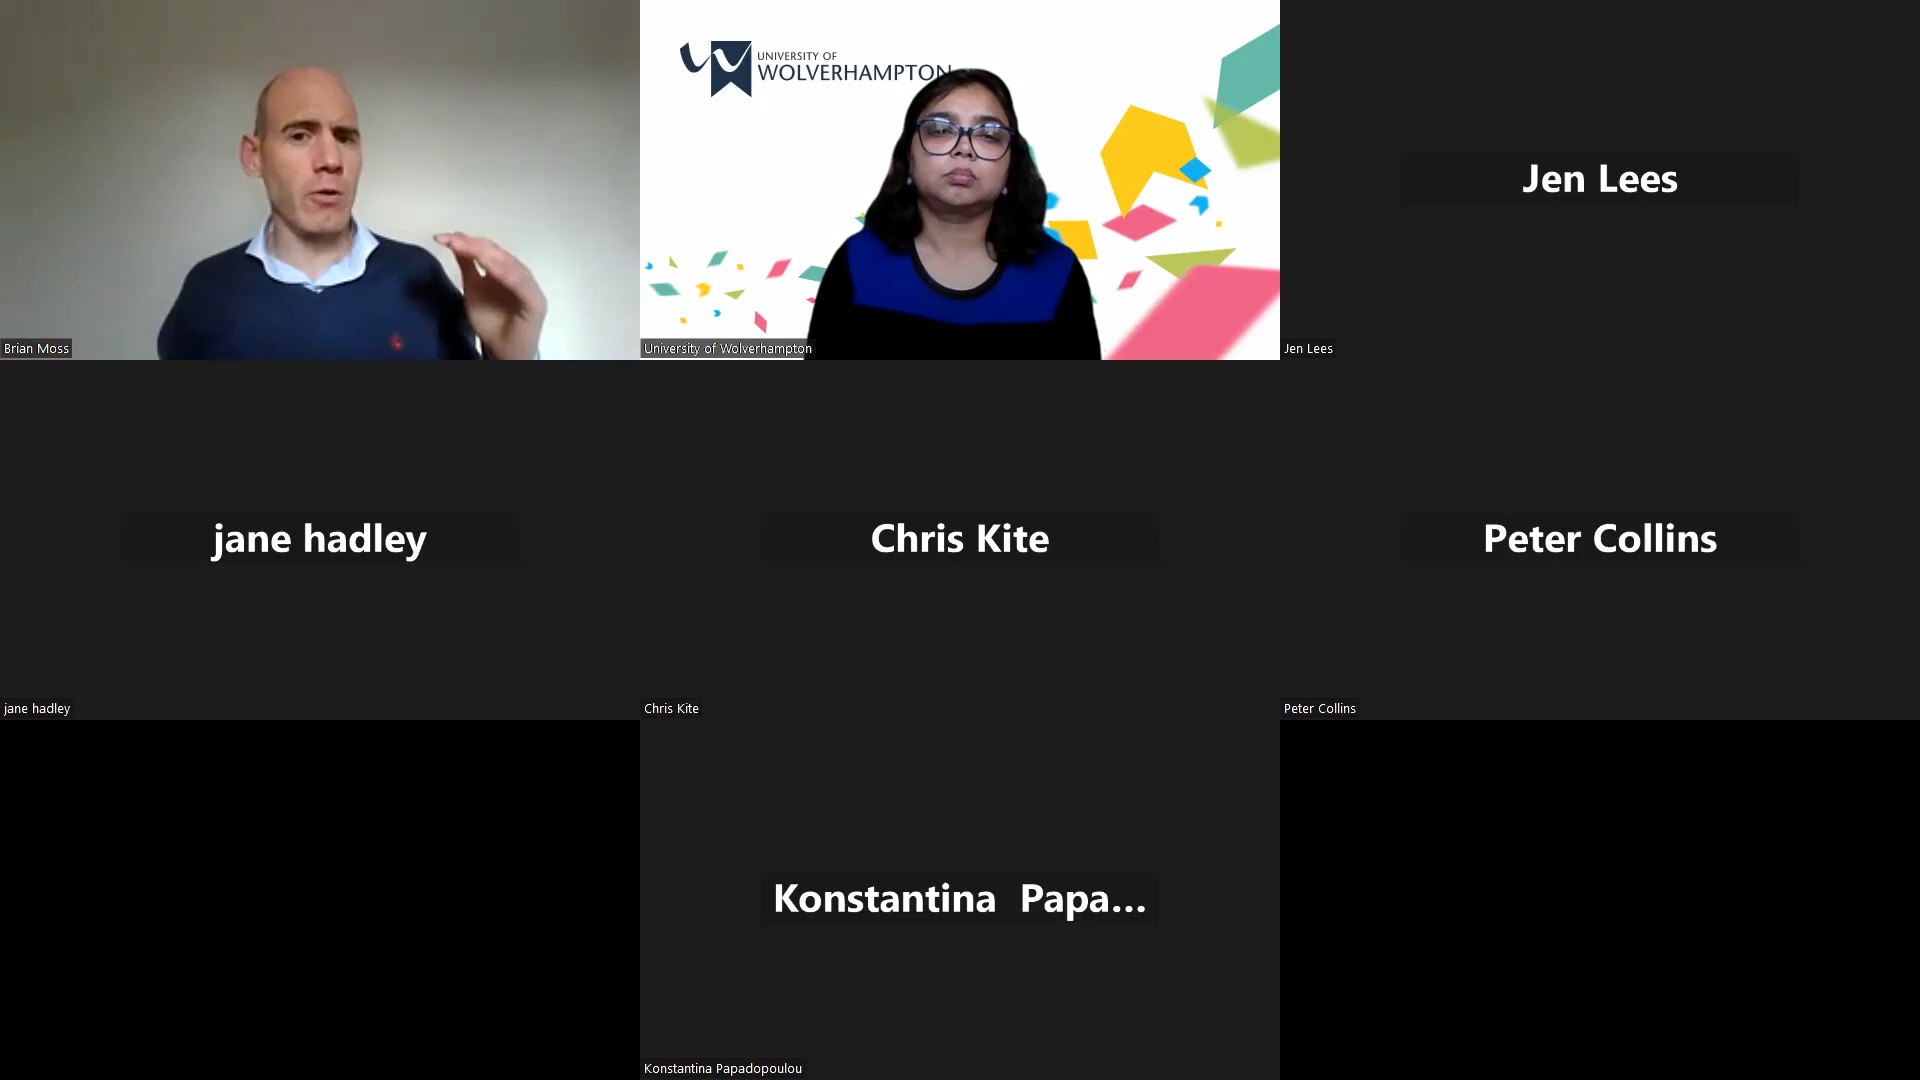 UNIVERSITY OF
WOLVERHAMPTON
Jen Lees
Brian Moss
University of Wolverhampton
Jen Lees
jane hadley
Chris Kite
Peter Collins
jane hadley
Chris Kite
Peter Collins
Konstantina Papa...
Konstantina Papadopoulou